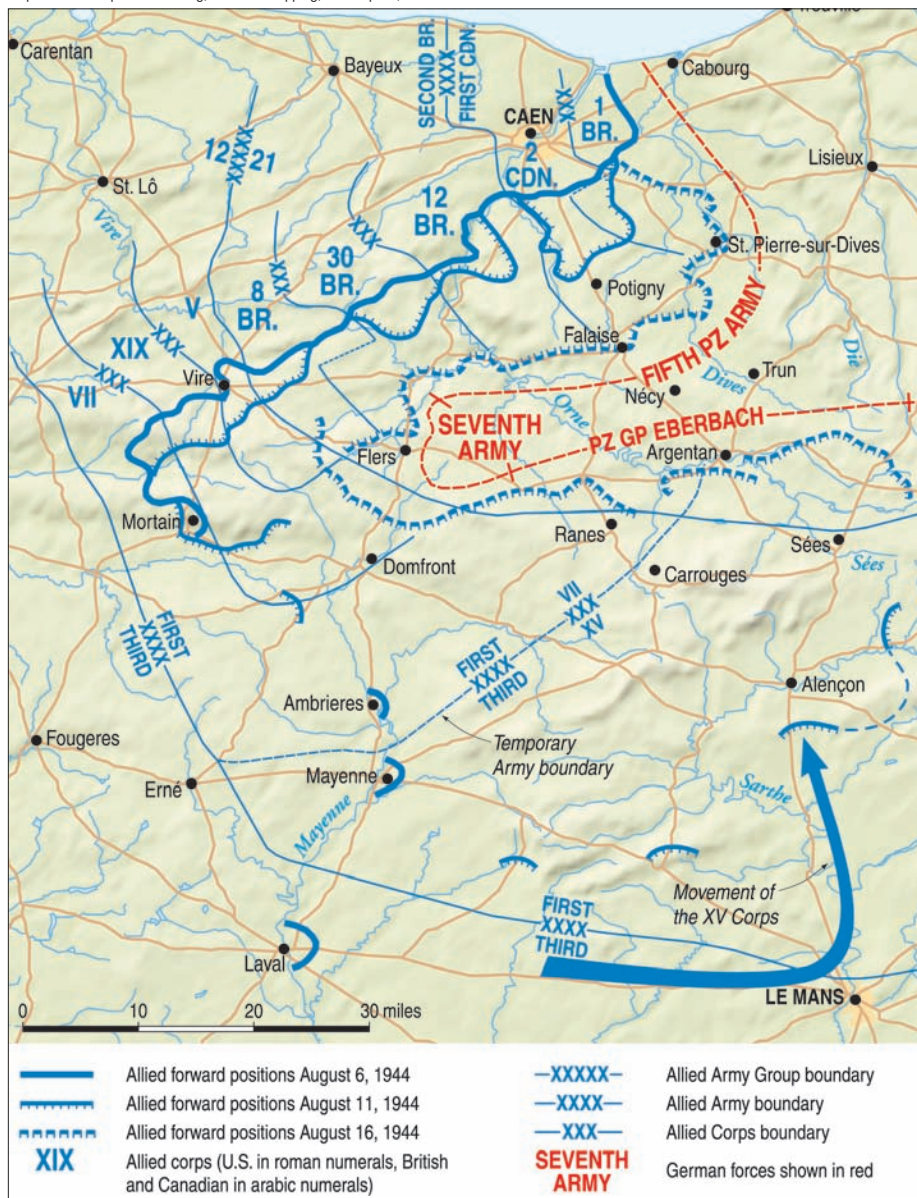 Carentan
Bayeux
SECOND BR.
XXXX
FIRST CDN.
Cabourg
CAEN
XXX
1
BR.
2
CDN.
Lisieux
12
XXXXX
21
St. Lô
Vire
XXX
12
BR.
St. Pierre-sur-Dives
30
BR.
XXX
8
BR.
V
Potigny
Falaise
FIFTH PZ ARMY
Die
XIX
XXX
VII
XXX
Vire
Dives
Trun
Nécy
Orne
SEVENTH
ARMY
PZ GP EBERBACH
Flers
Argentan
Mortain
Ranes
Sées
Domfront
Carrouges
Sées
FIRST
XXXX
THIRD
VII
XXX
XV
FIRST
XXXX
THIRD
Alençon
Ambrieres
Fougeres
Temporary
Army boundary
Mayenne
Erné
Sarthe
Mayenne
Movement of
the XV Corps
FIRST
XXXX
THIRD
Laval
LE MANS
0 10 20 30 miles
Allied forward positions August 6, 1944
Allied forward positions August 11, 1944
Allied forward positions August 16, 1944
XIX Allied corps (U.S. in roman numerals, British
and Canadian in arabic numerals)
XXXXX Allied Army Group boundary
XXXX Allied Army boundary
XXX Allied Corps boundary
SEVENTH
ARMY German forces shown in red